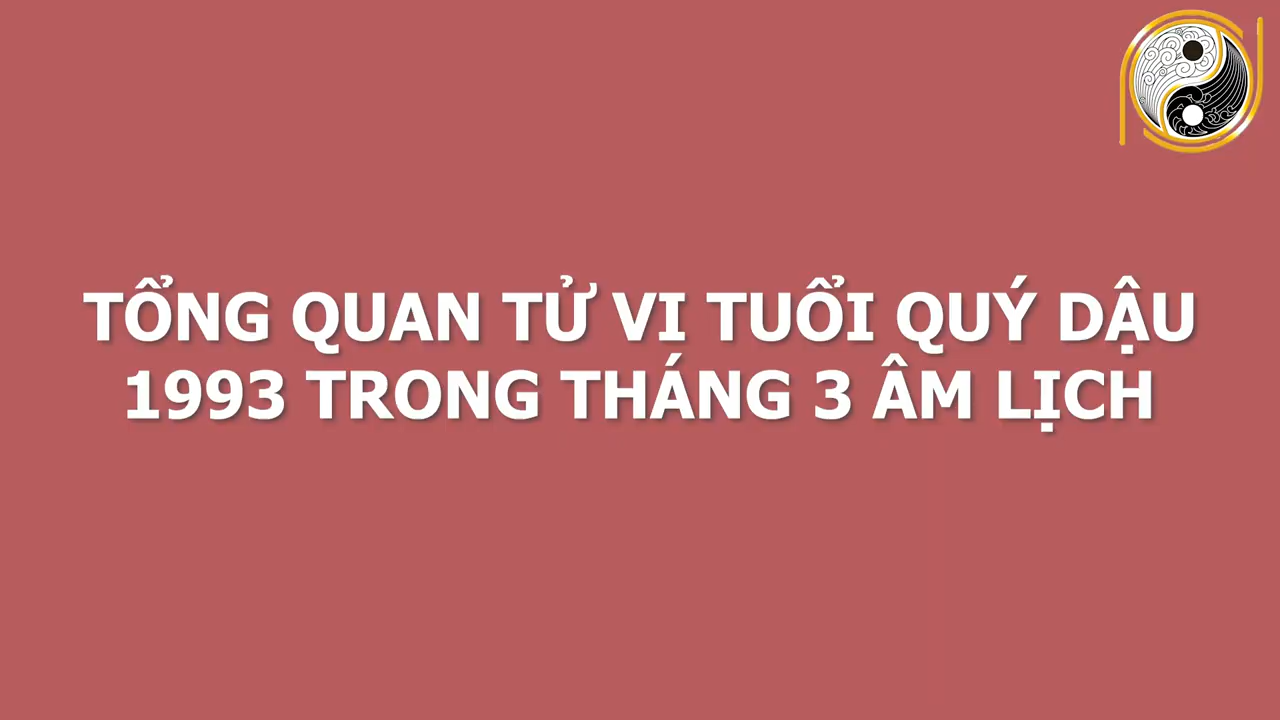 TỔNG QUAN TỬ VI TUỔI QUÝ DẬU
1993 TRONG THÁNG 3 ÂM LỊCH